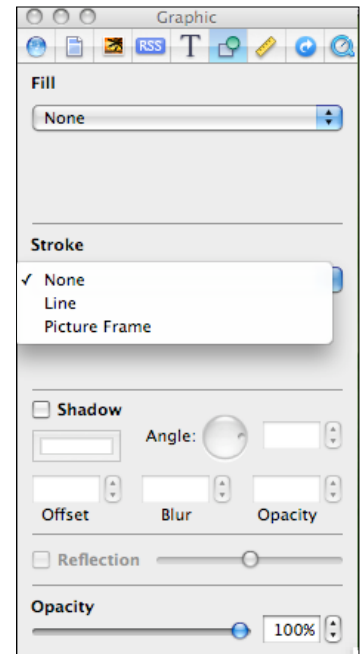 Graphic
RSS T
Fill
None
Stroke
✓ None
Line
Picture Frame
Shadow
Angle:
Offset Blur Opacity
Reflection
Opacity
100%